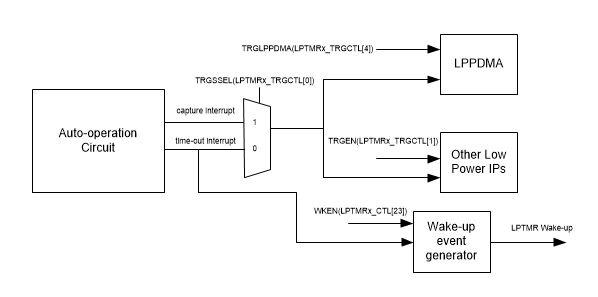 TRGLPPDMA(LPTMRx_TRGCTL[4])
LPPDMA
TRGSSEL(LPTMRx_TRGCTL[0])
capture interrupt
Auto-operation
Circuit
1
time-out interrupt
0
TRGEN(LPTMRx_TRGCTL[1])
Other Low
Power IPs
WKEN(LPTMRx_CTL[23])
Wake-up
event
generator
LPTMR Wake-up